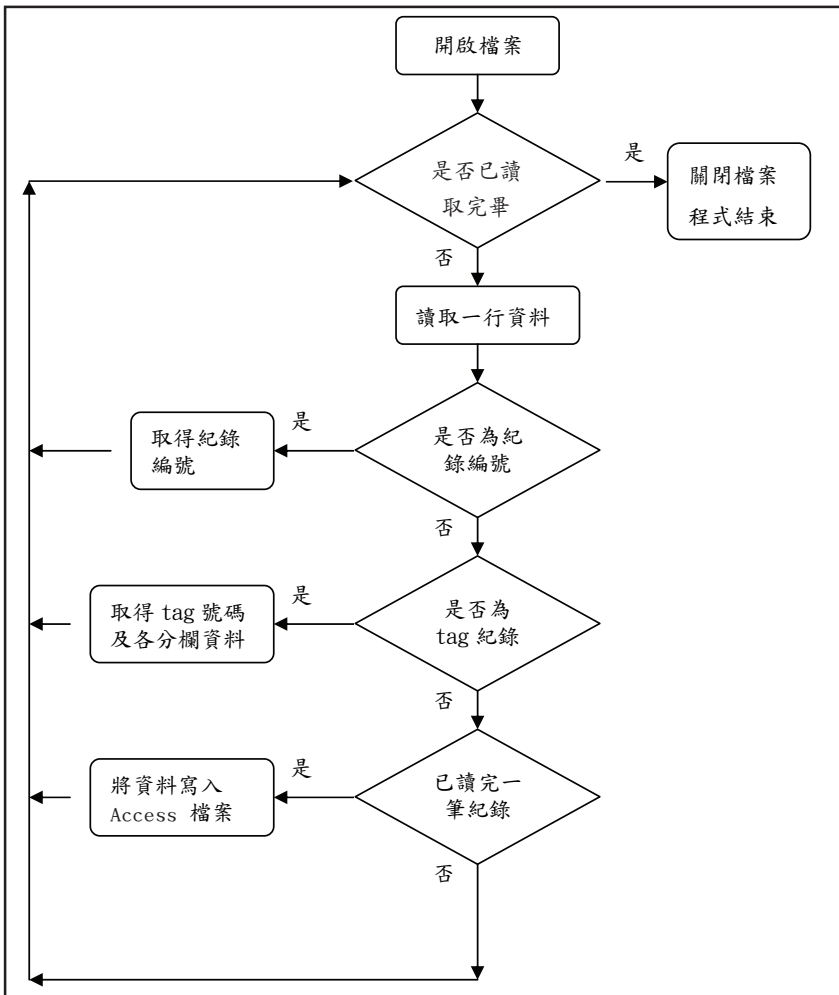 開啟檔案
是否已讀
取完畢
是
關閉檔案
程式結束
否
讀取一行資料
是否為紀
錄編號
是
取得紀錄
編號
否
是否為
tag 紀錄
是
取得 tag 號碼
及各分欄資料
否
已讀完一
筆紀錄
是
將資料寫入
Access 檔案
否